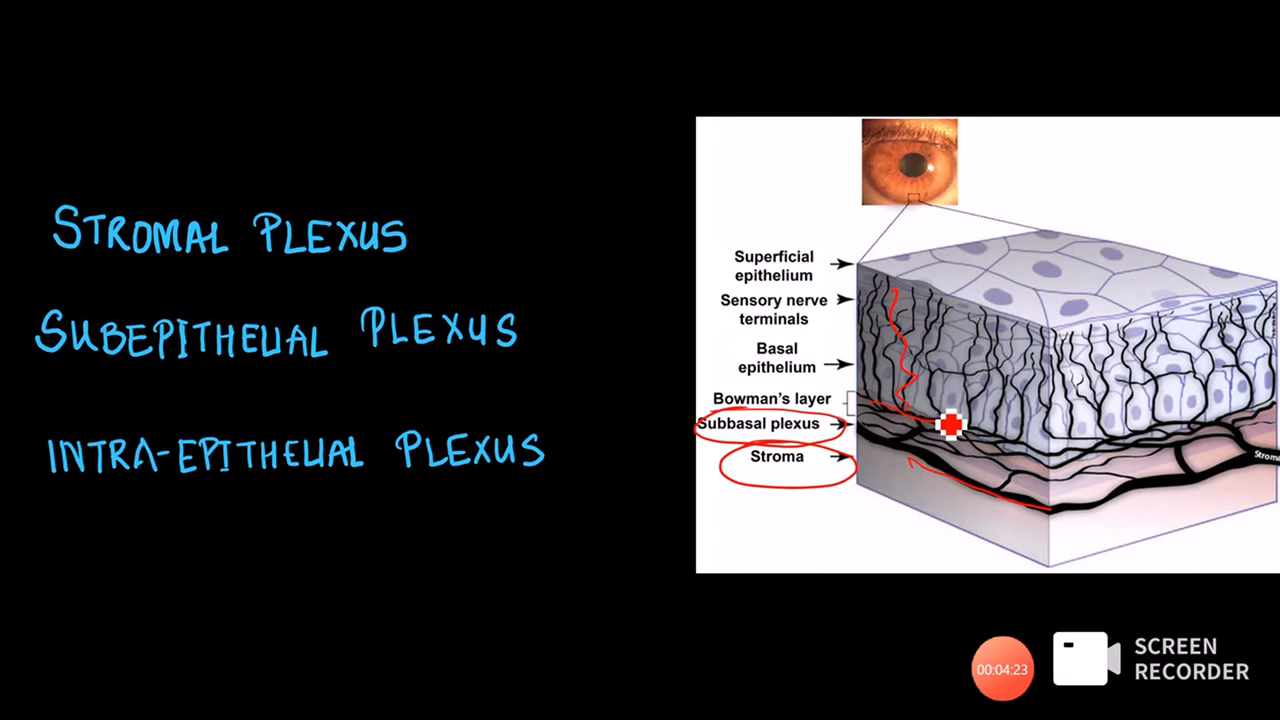 STROMAL PLEXUS
SUBEPITHELIAL PLEXUS
INTRA-EPITHELIAL PLEXUS
Superficial
epithelium
Sensory nerve
terminals
Basal
epithelium
Bowman's layer
Subbasal plexus
Stroma
Stroma
00:04:23
SCREEN
RECORDER